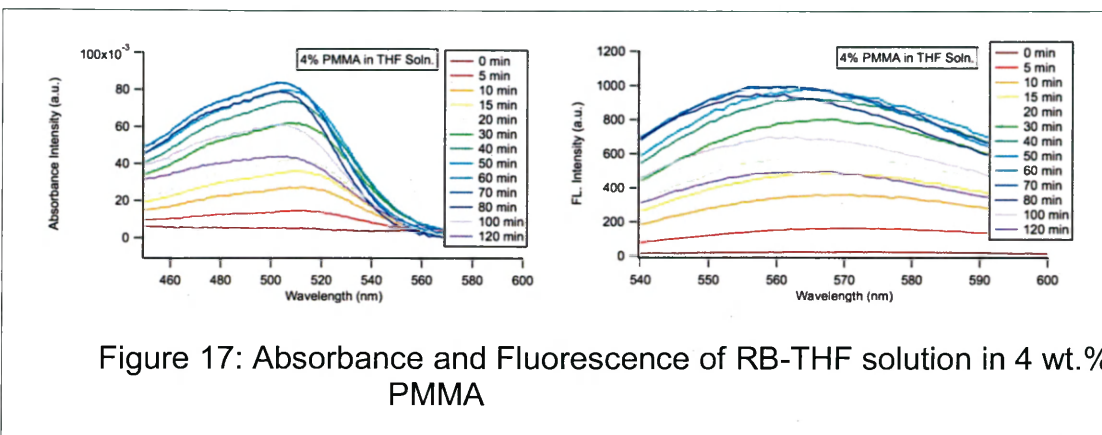 100x10⁻³
80
60
40
20
0
Absorbance Intensity (a.u.)
4% PMMA in THF Soln.
0 min
5 min
10 min
15 min
20 min
30 min
40 min
50 min
60 min
70 min
80 min
100 min
120 min
460 480 500 520 540 560 580 600
Wavelength (nm)
1200
1000
800
600
400
200
0
FL. Intensity (a.u.)
4% PMMA in THF Soln.
0 min
5 min
10 min
15 min
20 min
30 min
40 min
50 min
60 min
70 min
80 min
100 min
120 min
540 550 560 570 580 590 600
Wavelength (nm)
Figure 17: Absorbance and Fluorescence of RB-THF solution in 4 wt.%
PMMA